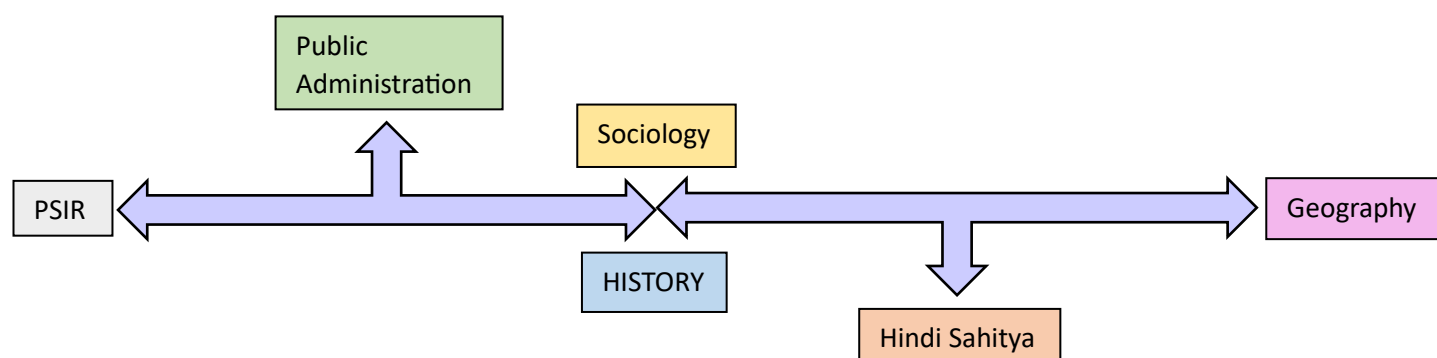 Public
Administration
Sociology
PSIR
Geography
HISTORY
Hindi Sahitya